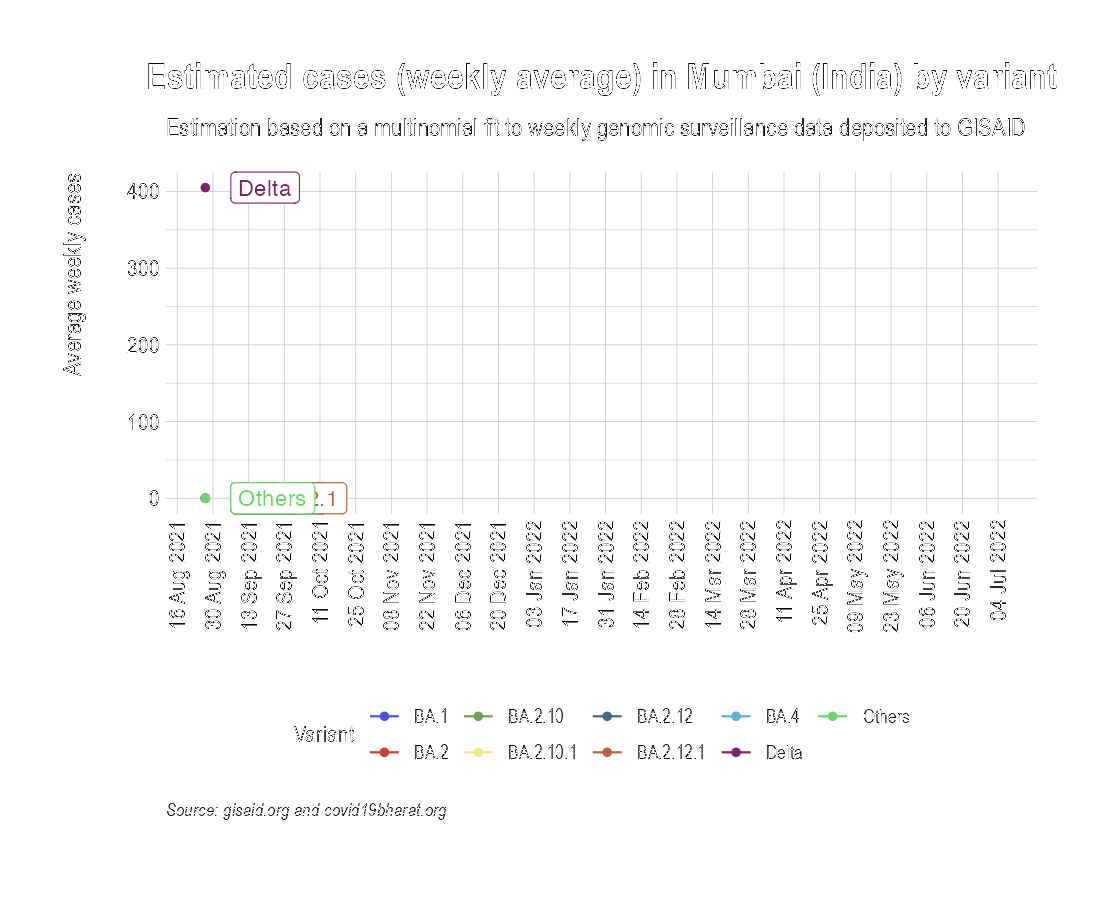 Estimated cases (weekly average) in Mumbai (India) by variant
Estimation based on a multinomial fit to weekly genomic surveillance data deposited to GISAID
Average weekly cases
400
300
200
100
0
Delta
Others
2.1
16 Aug 2021
30 Aug 2021
13 Sep 2021
27 Sep 2021
11 Oct 2021
25 Oct 2021
08 Nov 2021
22 Nov 2021
06 Dec 2021
20 Dec 2021
03 Jan 2022
17 Jan 2022
31 Jan 2022
14 Feb 2022
28 Feb 2022
14 Mar 2022
28 Mar 2022
11 Apr 2022
25 Apr 2022
09 May 2022
23 May 2022
06 Jun 2022
20 Jun 2022
04 Jul 2022
Variant
BA.1 BA.2.10 BA.2.12 BA.4 Others
BA.2 BA.2.10.1 BA.2.12.1 Delta
Source: gisaid.org and covid19bharat.org